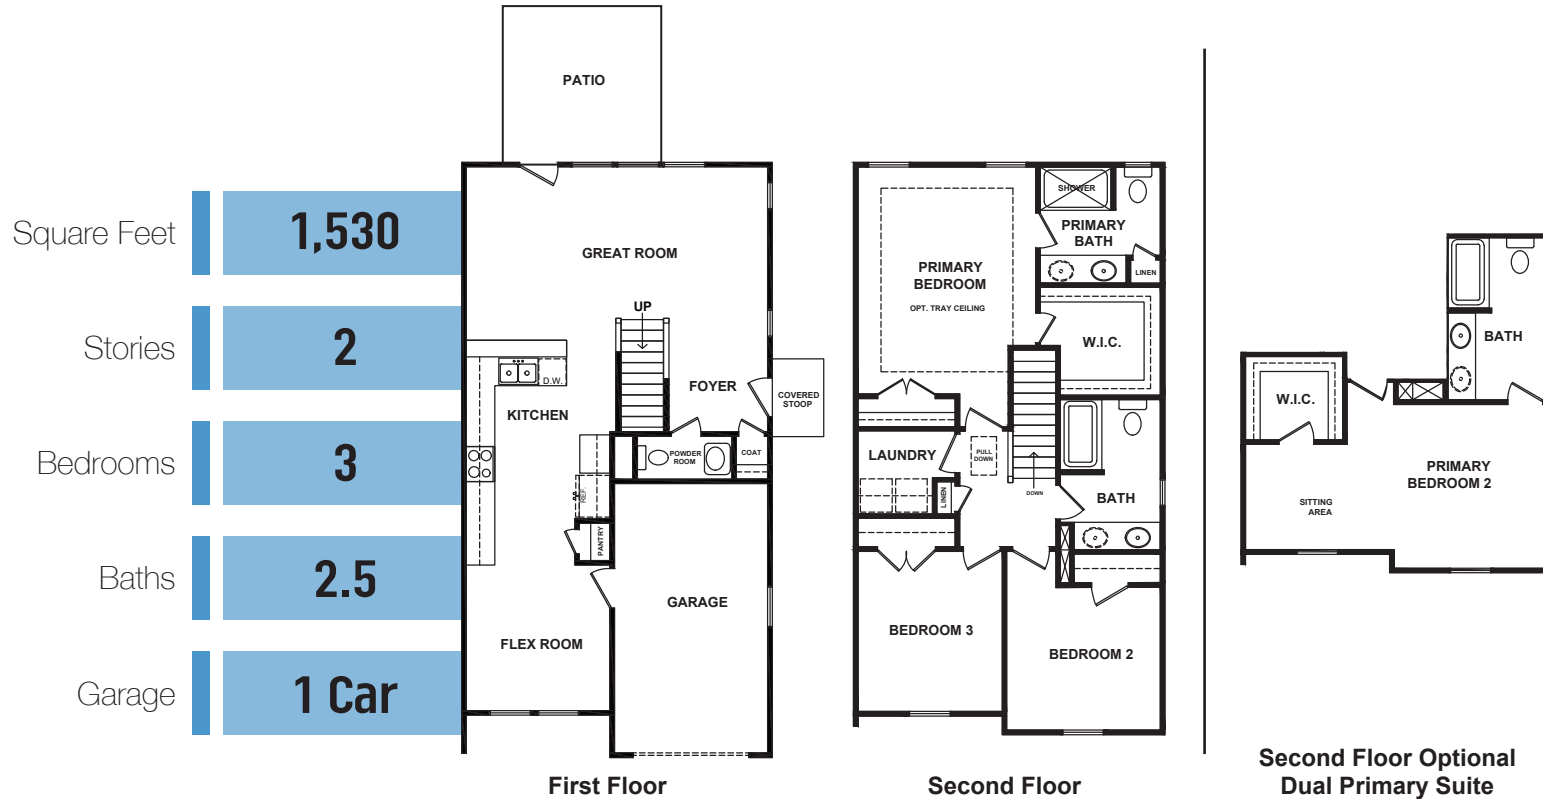 Square Feet
1,530
Stories
2
Bedrooms
3
Baths
2.5
Garage
1 Car
PATIO
GREAT ROOM
UP
D.W.
KITCHEN
FOYER
COVERED
STOOP
POWDER
ROOM
COAT
REF.
PANTRY
GARAGE
FLEX ROOM
First Floor
SHOWER
PRIMARY
BATH
LINEN
PRIMARY
BEDROOM
OPT. TRAY CEILING
W.I.C.
LAUNDRY
PULL
DOWN
LINEN
DOWN
BATH
BEDROOM 3
BEDROOM 2
Second Floor
BATH
W.I.C.
PRIMARY
BEDROOM 2
SITTING
AREA
Second Floor Optional
Dual Primary Suite